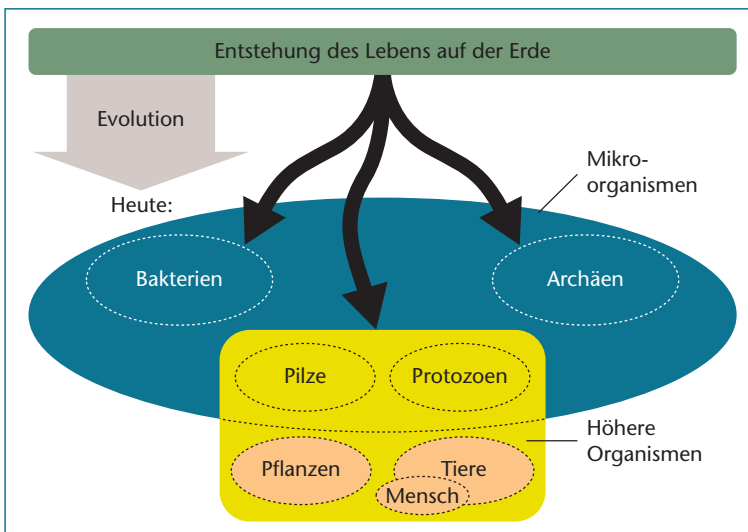 Entstehung des Lebens auf der Erde
Evolution
Mikro-
organismen
Heute:
Bakterien
Archäen
Pilze
Protozoen
Höhere
Organismen
Pflanzen
Tiere
Mensch